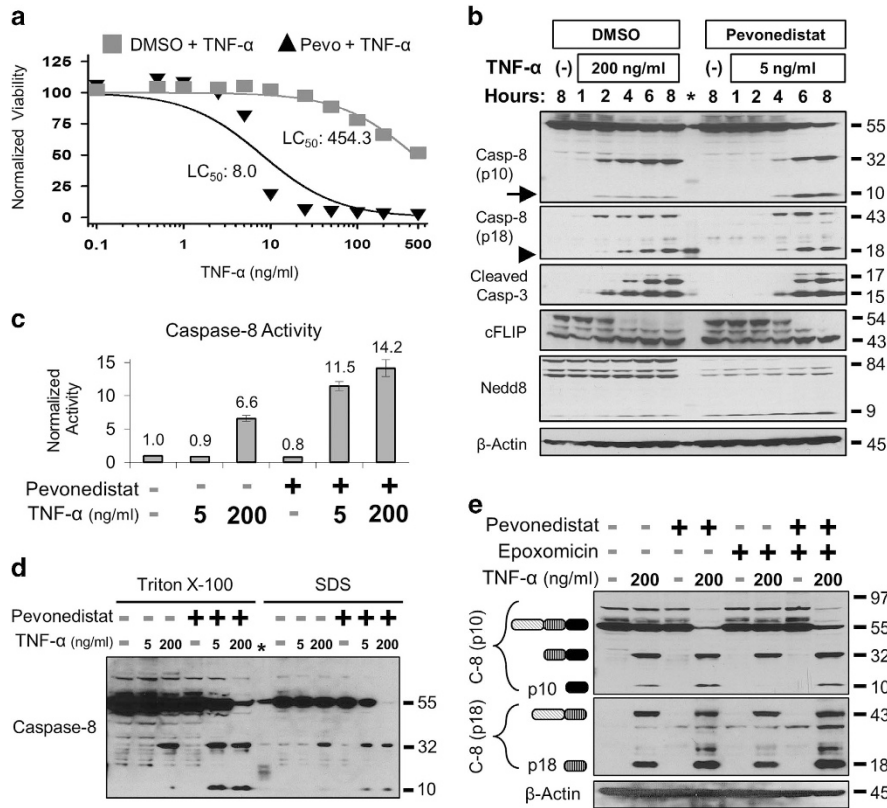 a
DMSO + TNF-α
Pevo + TNF-α
Normalized Viability
125
100
75
50
25
0
LC50: 454.3
LC50: 8.0
0.1 1 5 10 50 100 500
TNF-α (ng/ml)
b
DMSO Pevonedistat
TNF-α (-) 200 ng/ml (-) 5 ng/ml
Hours: 8 1 2 4 6 8 * 8 1 2 4 6 8
Casp-8 (p10)
55
32
10
Casp-8 (p18)
43
18
Cleaved Casp-3
17
15
cFLIP
54
43
Nedd8
84
9
β-Actin
45
c
Caspase-8 Activity
Normalized Activity
15
10
5
0
1.0 0.9 6.6 0.8 11.5 14.2
Pevonedistat - - - + + +
TNF-α (ng/ml) - 5 200 - 5 200
d
Triton X-100 SDS
Pevonedistat - - - + + + - - - + + +
TNF-α (ng/ml) - 5 200 - 5 200 * - 5 200 - 5 200
Caspase-8
55
32
10
e
Pevonedistat - - + + - - + +
Epoxomicin - - - - + + + +
TNF-α (ng/ml) - 200 - 200 - 200 - 200
C-8 (p10)
p10
97
55
32
10
C-8 (p18)
p18
43
18
β-Actin
45